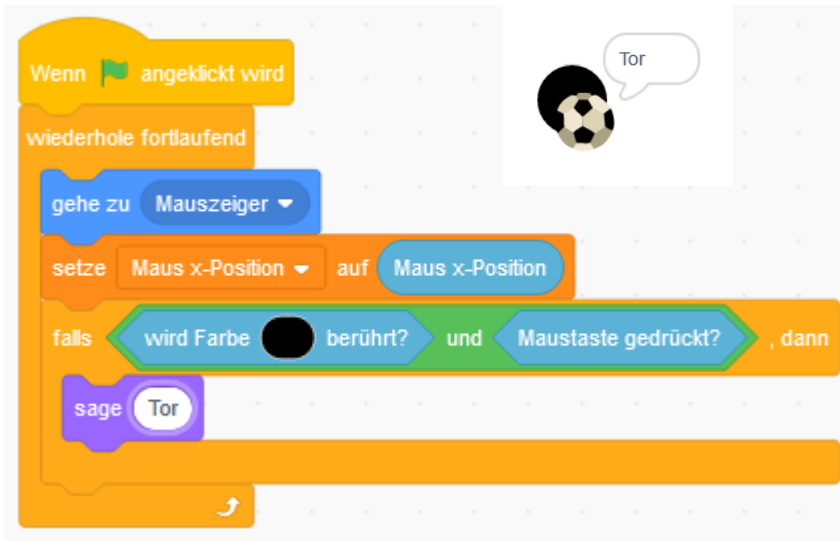 Wenn angeklickt wird
Tor
wiederhole fortlaufend
gehe zu Mauszeiger
setze Maus x-Position auf Maus x-Position
falls wird Farbe berührt? und Maustaste gedrückt? , dann
sage Tor